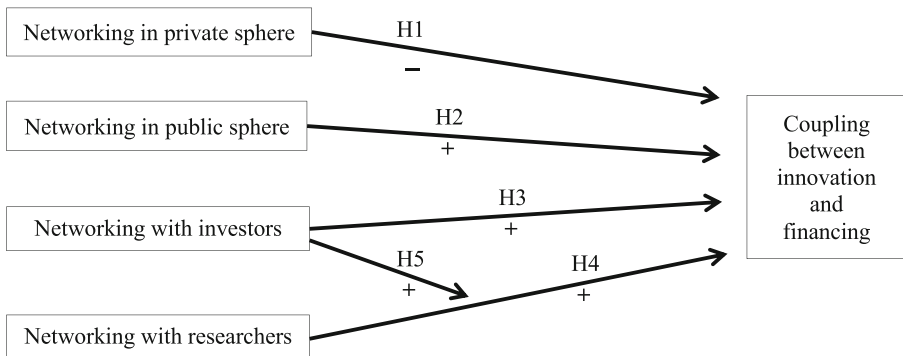 Networking in private sphere
H1
−
Networking in public sphere
H2
+
Coupling
between
innovation
and
financing
Networking with investors
H3
+
H5
+
H4
+
Networking with researchers